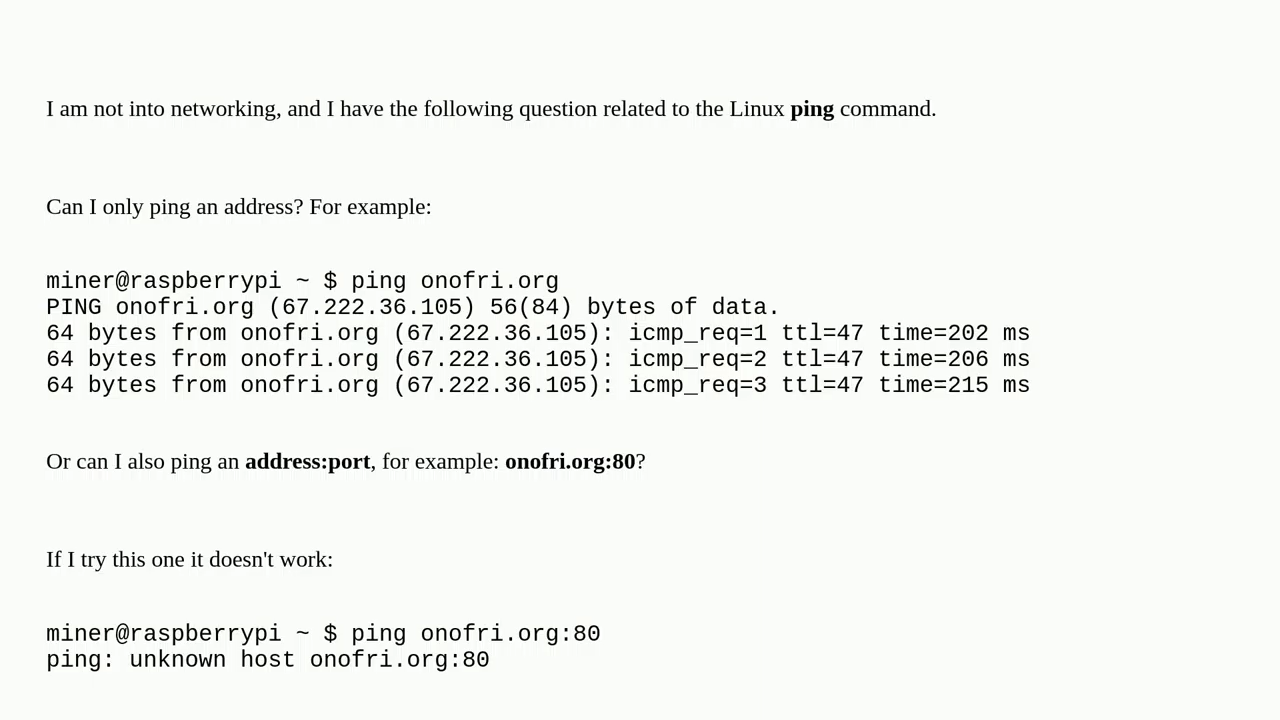 I am not into networking, and I have the following question related to the Linux ping command.
Can I only ping an address? For example:
miner@raspberrypi ~ $ ping onofri.org
PING onofri.org (67.222.36.105) 56(84) bytes of data.
64 bytes from onofri.org (67.222.36.105): icmp_req=1 ttl=47 time=202 ms
64 bytes from onofri.org (67.222.36.105): icmp_req=2 ttl=47 time=206 ms
64 bytes from onofri.org (67.222.36.105): icmp_req=3 ttl=47 time=215 ms
Or can I also ping an address:port, for example: onofri.org:80?
If I try this one it doesn't work:
miner@raspberrypi ~ $ ping onofri.org:80
ping: unknown host onofri.org:80